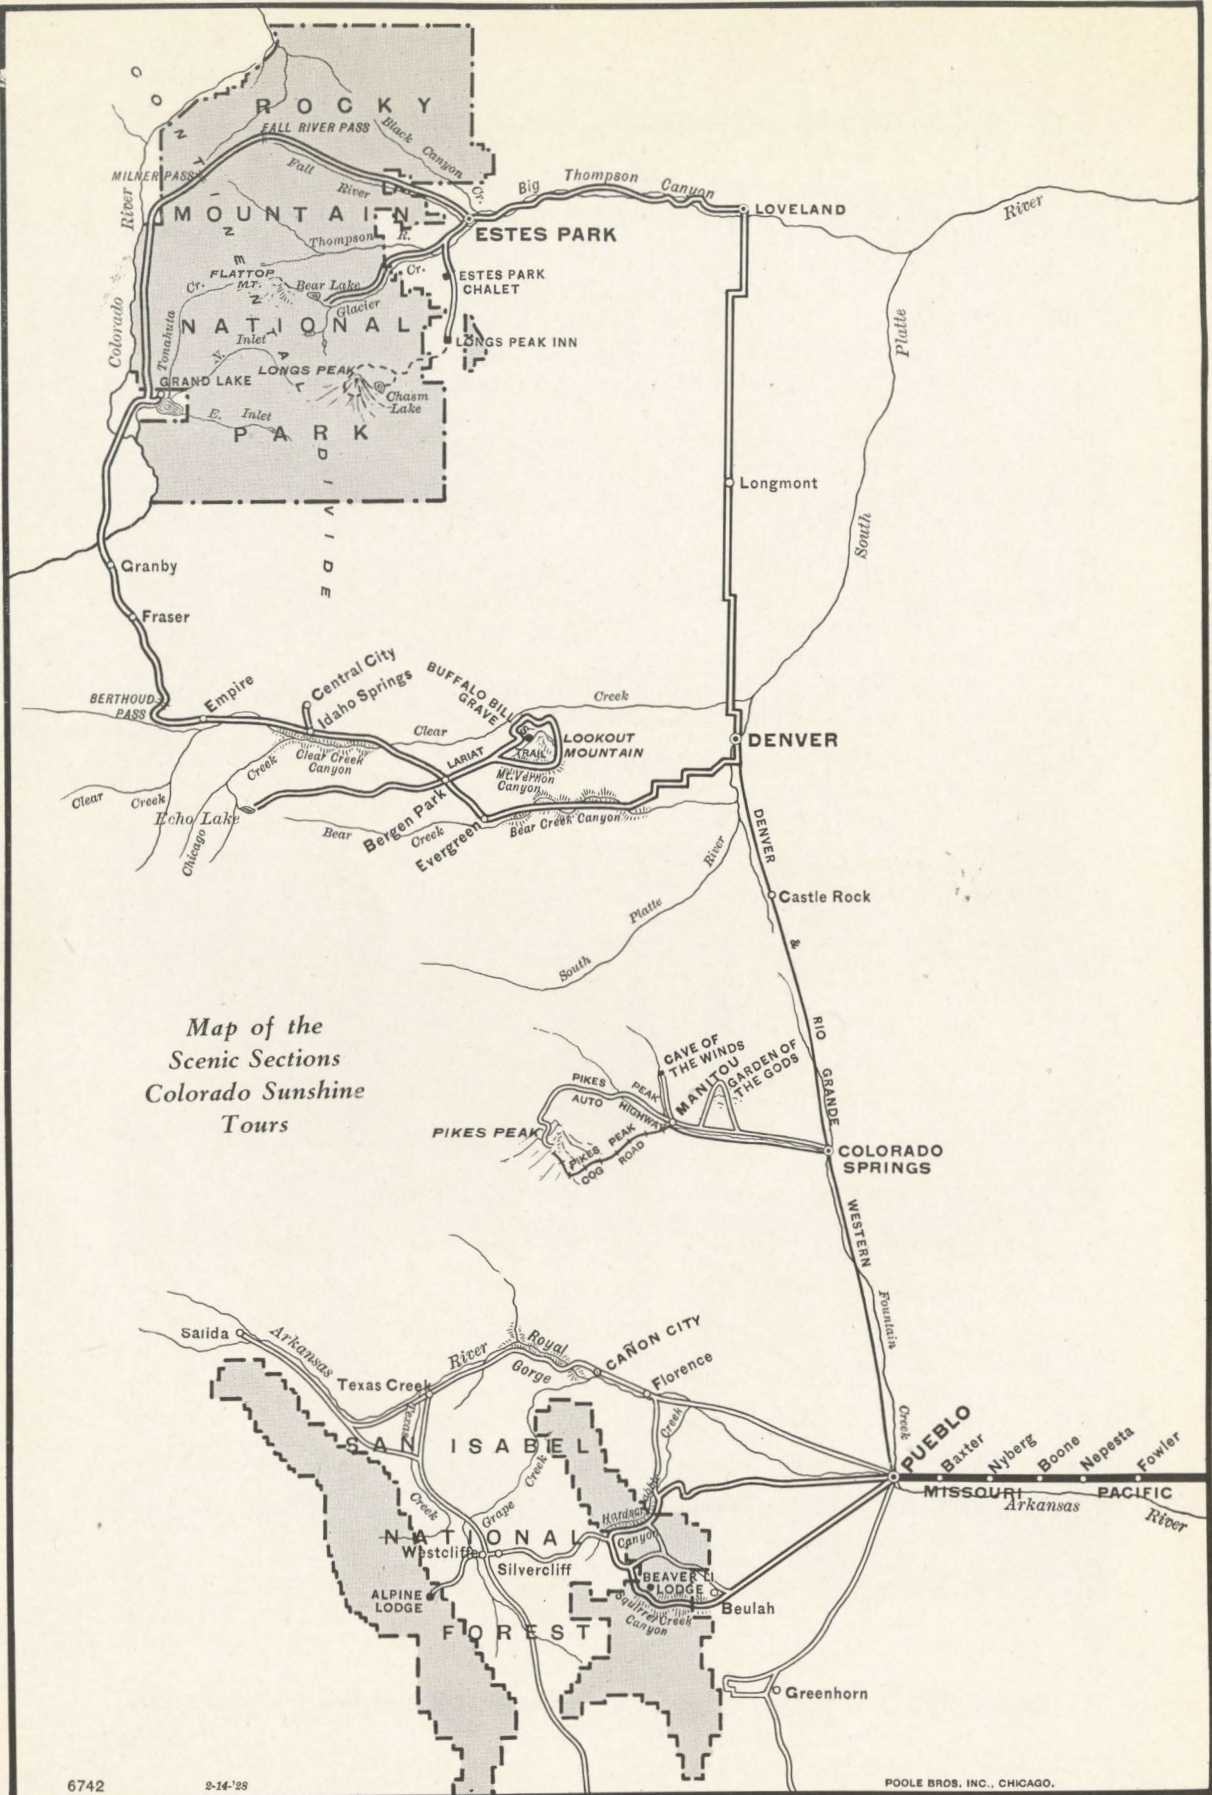 CONTINENTAL DIVIDE
ROCKY
FALL RIVER PASS
Black Canyon Cr.
MILNER PASS
Fall River
River
Big Thompson Canyon
MOUNTAIN
LOVELAND
River
Thompson R.
ESTES PARK
FLATTOP
MT.
Cr.
Bear Lake
Cr.
ESTES PARK
CHALET
Glacier
Colorado
Tonahutu
NATIONAL
N. Inlet
Platte
LONGS PEAK INN
LONGS PEAK
GRAND LAKE
Chasm
Lake
E. Inlet
PARK
Longmont
South
Granby
Fraser
Central City
Idaho Springs
BUFFALO BILL'S
GRAVE
Creek
BERTHOUD
PASS
Empire
Clear
LOOKOUT
MOUNTAIN
DENVER
LARIAT
TRAIL
Clear Creek
Canyon
Mt. Vernon
Canyon
Creek
Clear Creek
Echo Lake
Chicago
Bear Creek
Bergen Park
Evergreen
Bear Creek Canyon
DENVER
River
Castle Rock
Platte
&
South
Map of the
Scenic Sections
Colorado Sunshine
Tours
RIO
CAVE OF
THE WINDS
MANITOU
GARDEN OF
THE GODS
GRANDE
PIKES PEAK
AUTO HIGHWAY
PIKES PEAK
PIKES PEAK
COG ROAD
COLORADO
SPRINGS
WESTERN
Fountain
Salida
Arkansas
River
Royal
Gorge
CAÑON CITY
Florence
Texas Creek
Texas
Creek
Creek
PUEBLO
Baxter
Nyberg
Boone
Nepesta
Fowler
SAN ISABEL
Creek
MISSOURI PACIFIC
Arkansas
River
Creek
Grape
Hardscrabble
NATIONAL
Canyon
Westcliffe
Silvercliff
BEAVER LI
LODGE
ALPINE
LODGE
Beulah
Squirrel Creek
Canyon
FOREST
Greenhorn
6742
2-14-'28
POOLE BROS. INC., CHICAGO.